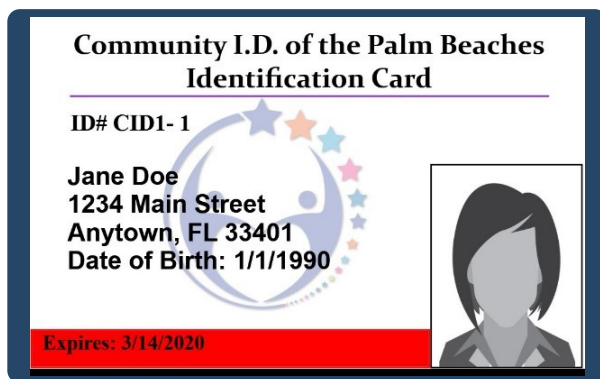 Community I.D. of the Palm Beaches
Identification Card
ID# CID1- 1
Jane Doe
1234 Main Street
Anytown, FL 33401
Date of Birth: 1/1/1990
Expires: 3/14/2020